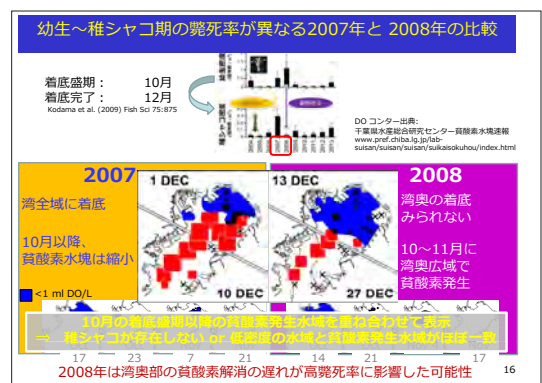 幼生～稚シャコ期の斃死率が異なる2007年と 2008年の比較
着底盛期： 10月
着底完了： 12月
Kodama et al. (2009) Fish Sci 75:875
DO コンター出典:
千葉県水産総合研究センター貧酸素水塊速報
www.pref.chiba.lg.jp/lab-
suisan/suisan/suisan/suikaisokuhou/index.html
2007
湾全域に着底
10月以降、
貧酸素水塊は縮小
<1 ml DO/L
1 DEC
10 DEC
13 DEC
27 DEC
2008
湾奥の着底
みられない
10～11月に
湾奥広域で
貧酸素発生
10月の着底盛期以降の貧酸素発生水域を重ね合わせて表示
⇒ 稚シャコが存在しない or 低密度の水域と貧酸素発生水域がほぼ一致
17 23 7 21 14 21 17
2008年は湾奥部の貧酸素解消の遅れが高斃死率に影響した可能性
16